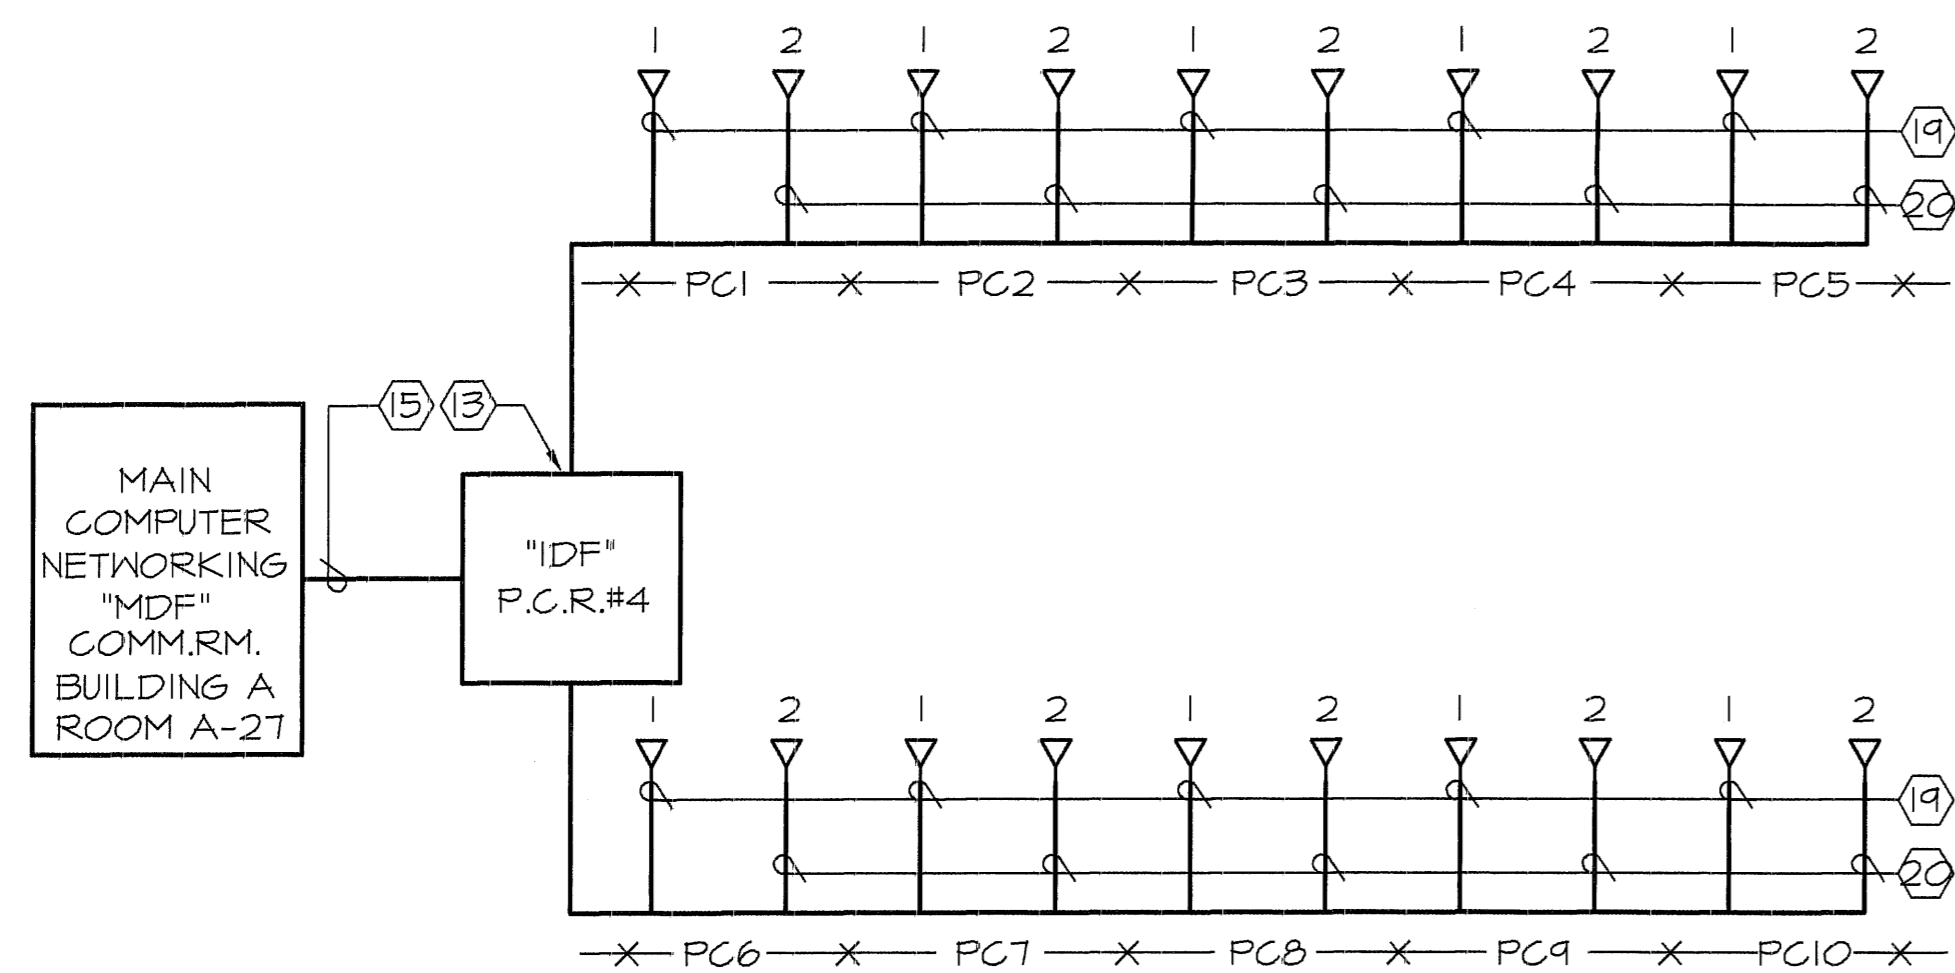 1 2 1 2 1 2 1 2 1 2
19
20
PC1 PC2 PC3 PC4 PC5
15 13
MAIN
COMPUTER
NETWORKING
"MDF"
COMM.RM.
BUILDING A
ROOM A-27
"IDF"
P.C.R.#4
1 2 1 2 1 2 1 2 1 2
19
20
PC6 PC7 PC8 PC9 PC10